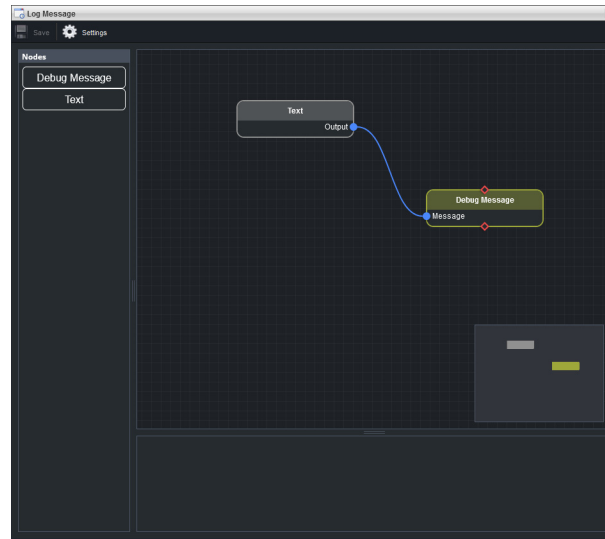 Log Message
Save
Settings
Nodes
Debug Message
Text
Text
Output
Debug Message
Message